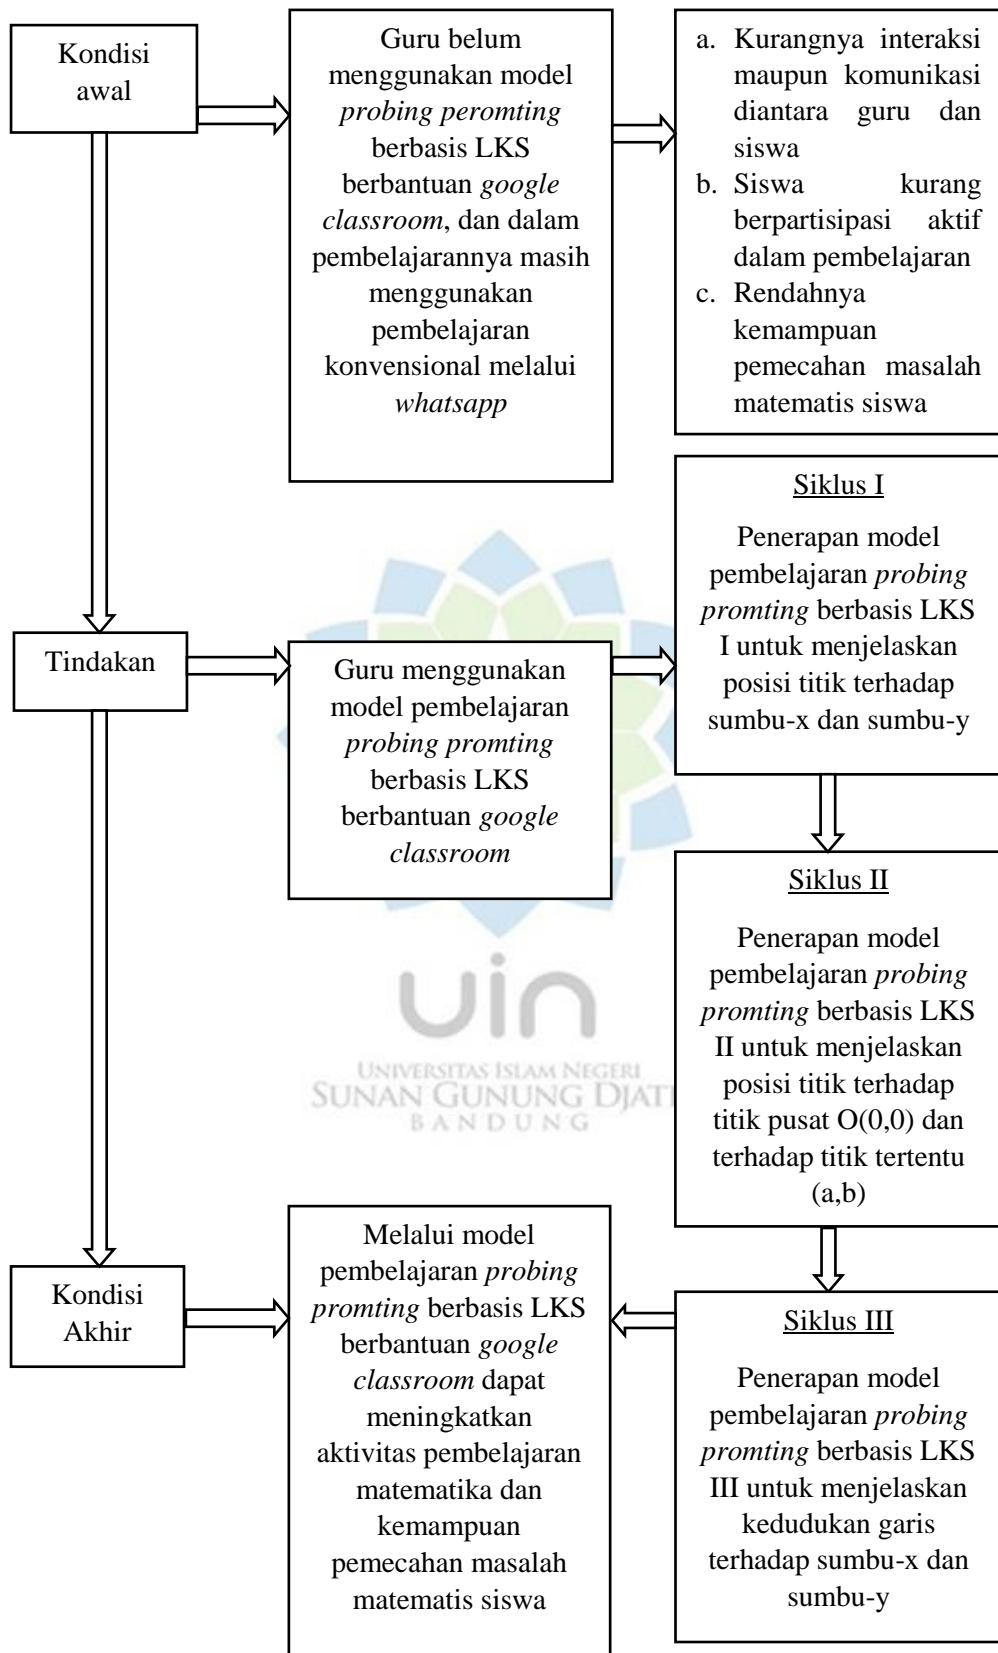 Kondisi
awal
Guru belum
menggunakan model
probing peromting
berbasis LKS
berbantuan google
classroom, dan dalam
pembelajarannya masih
menggunakan
pembelajaran
konvensional melalui
whatsapp
a. Kurangnya interaksi
maupun komunikasi
diantara guru dan
siswa
b. Siswa kurang
berpartisipasi aktif
dalam pembelajaran
c. Rendahnya
kemampuan
pemecahan masalah
matematis siswa
Tindakan
Guru menggunakan
model pembelajaran
probing promting
berbasis LKS
berbantuan google
classroom
Siklus I
Penerapan model
pembelajaran probing
promting berbasis LKS
I untuk menjelaskan
posisi titik terhadap
sumbu-x dan sumbu-y
Siklus II
Penerapan model
pembelajaran probing
promting berbasis LKS
II untuk menjelaskan
posisi titik terhadap
titik pusat O(0,0) dan
terhadap titik tertentu
(a,b)
uin
UNIVERSITAS ISLAM NEGERI
SUNAN GUNUNG DJATI
BANDUNG
Kondisi
Akhir
Melalui model
pembelajaran probing
promting berbasis LKS
berbantuan google
classroom dapat
meningkatkan
aktivitas pembelajaran
matematika dan
kemampuan
pemecahan masalah
matematis siswa
Siklus III
Penerapan model
pembelajaran probing
promting berbasis LKS
III untuk menjelaskan
kedudukan garis
terhadap sumbu-x dan
sumbu-y